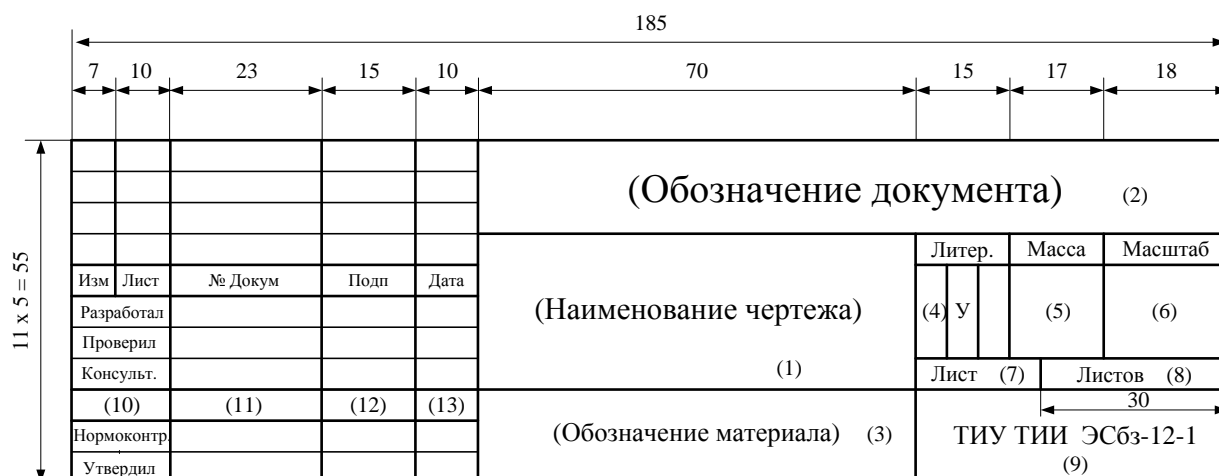 185
7 10 23 15 10 70 15 17 18
(Обозначение документа) (2)
Литер. Масса Масштаб
Изм Лист № Докум Подп Дата
(Наименование чертежа)
(1)
(4) У (5) (6)
Разработал
Проверил
Консульт.
Лист (7) Листов (8)
30
(10) (11) (12) (13)
(Обозначение материала) (3)
ТИУ ТИИ ЭСбз-12-1
(9)
Нормоконтр.
Утвердил
11 x 5 = 55